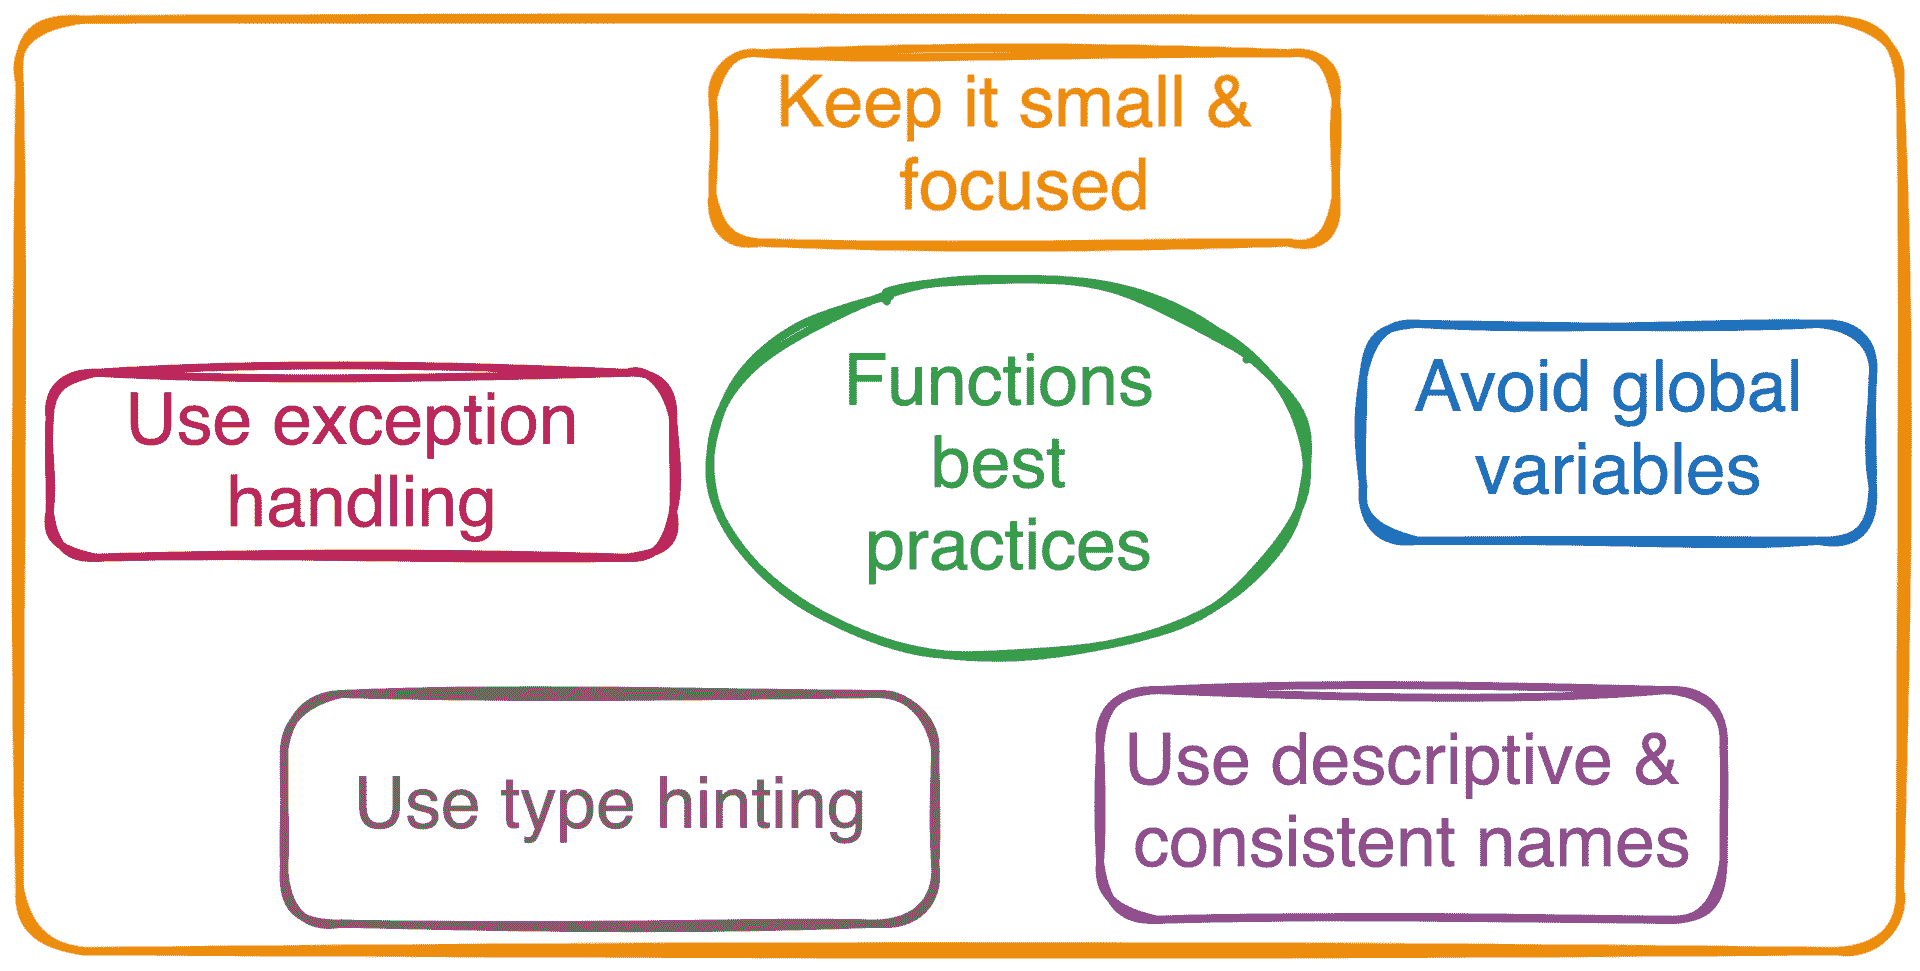 Keep it small &
focused
Functions
best
practices
Use exception
handling
Avoid global
variables
Use type hinting
Use descriptive &
consistent names